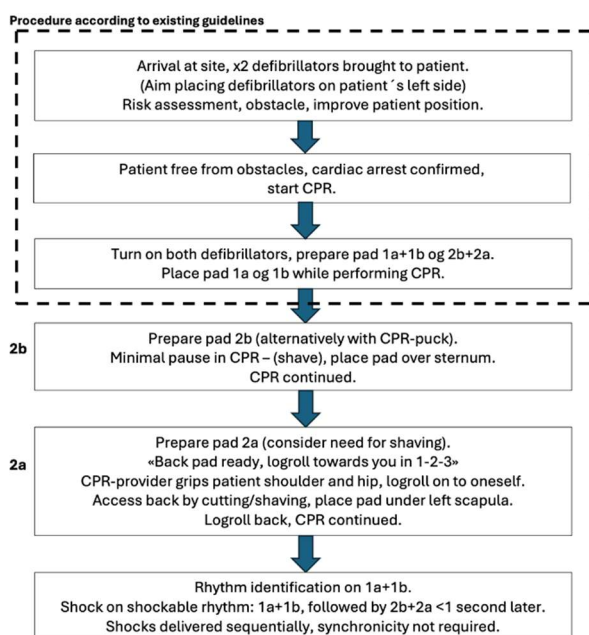 Procedure according to existing guidelines
Arrival at site, x2 defibrillators brought to patient.
(Aim placing defibrillators on patient´s left side)
Risk assessment, obstacle, improve patient position.
Patient free from obstacles, cardiac arrest confirmed,
start CPR.
Turn on both defibrillators, prepare pad 1a+1b og 2b+2a.
Place pad 1a og 1b while performing CPR.
2b
Prepare pad 2b (alternatively with CPR-puck).
Minimal pause in CPR – (shave), place pad over sternum.
CPR continued.
2a
Prepare pad 2a (consider need for shaving).
«Back pad ready, logroll towards you in 1-2-3»
CPR-provider grips patient shoulder and hip, logroll on to oneself.
Access back by cutting/shaving, place pad under left scapula.
Logroll back, CPR continued.
Rhythm identification on 1a+1b.
Shock on shockable rhythm: 1a+1b, followed by 2b+2a <1 second later.
Shocks delivered sequentially, synchronicity not required.